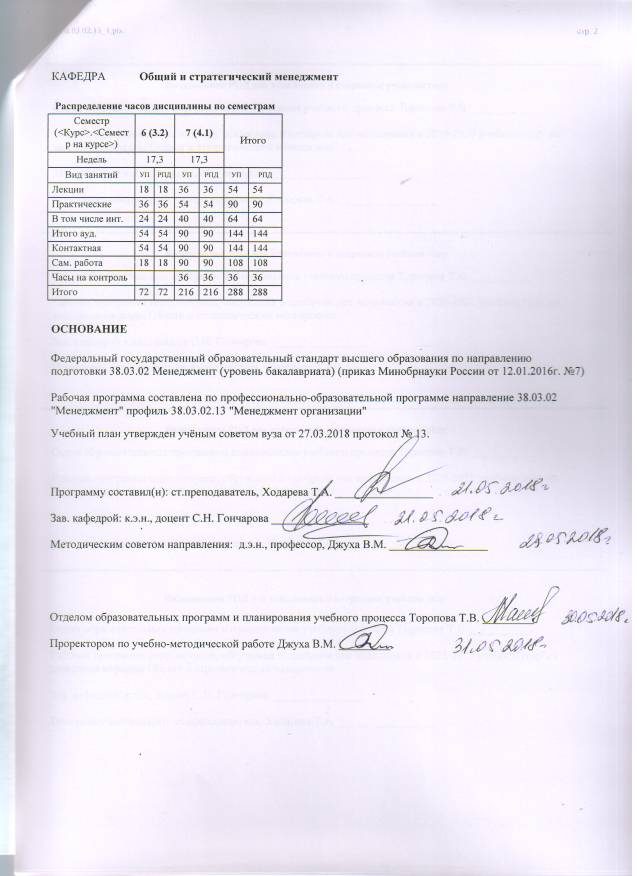 03.02.13_1.plx
стр. 2
КАФЕДРА Общий и стратегический менеджмент
Распределение часов дисциплины по семестрам
Семестр 6 (3.2) 7 (4.1) Итого
(<Курс>.<Семест
р на курсе>)
Недель 17,3 17,3
Вид занятий УП РПД УП РПД УП РПД
Лекции 18 18 36 36 54 54
Практические 36 36 54 54 90 90
В том числе инт. 24 24 40 40 64 64
Итого ауд. 54 54 90 90 144 144
Контактная 54 54 90 90 144 144
Сам. работа 18 18 90 90 108 108
Часы на контроль 36 36 36 36
Итого 72 72 216 216 288 288
ОСНОВАНИЕ
Федеральный государственный образовательный стандарт высшего образования по направлению
подготовки 38.03.02 Менеджмент (уровень бакалавриата) (приказ Минобрнауки России от 12.01.2016г. №7)
Рабочая программа составлена по профессионально-образовательной программе направление 38.03.02
"Менеджмент" профиль 38.03.02.13 "Менеджмент организации"
Учебный план утвержден учёным советом вуза от 27.03.2018 протокол № 13.
Программу составил(и): ст.преподаватель, Ходарева Т.А. 21.05.2018г
Зав. кафедрой: к.э.н., доцент С.Н. Гончарова 21.05.2018г
Методическим советом направления: д.э.н., профессор, Джуха В.М. 29.05.2018г.
Отделом образовательных программ и планирования учебного процесса Торопова Т.В. 30.05.2018г
Проректором по учебно-методической работе Джуха В.М. 31.05.2018г